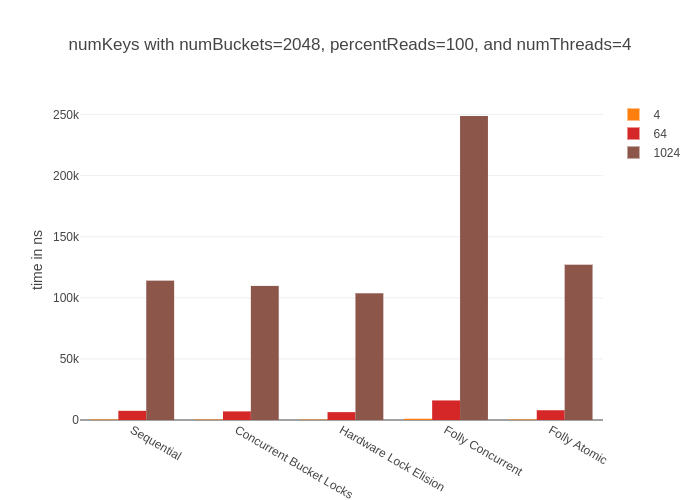 numKeys with numBuckets=2048, percentReads=100, and numThreads=4
4
64
1024
time in ns
250k
200k
150k
100k
50k
0
Sequential
Concurrent Bucket Locks
Hardware Lock Elision
Folly Concurrent
Folly Atomic